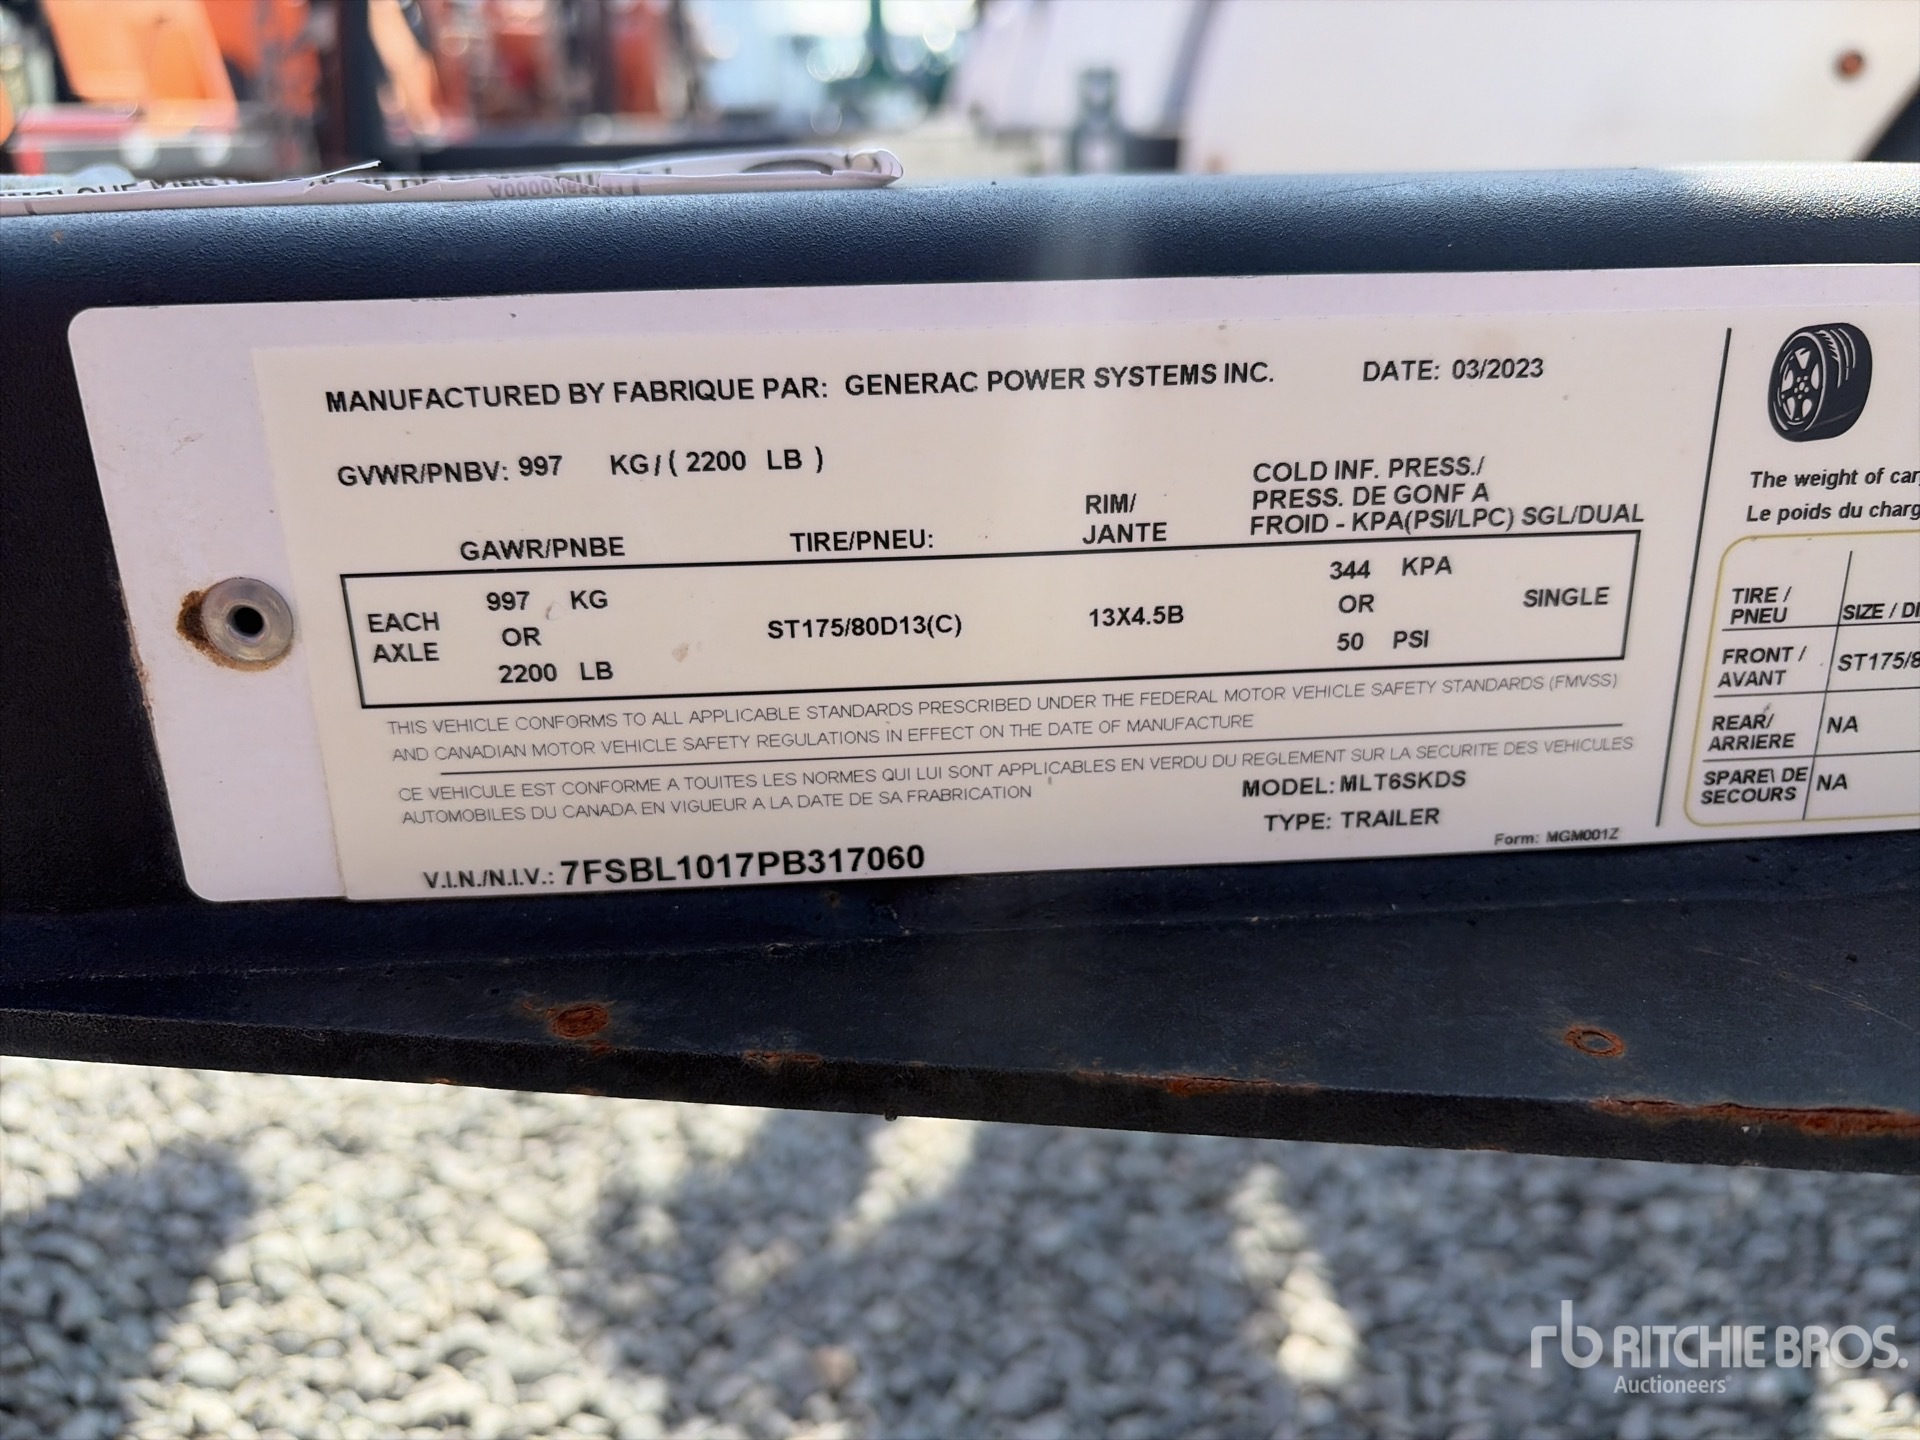 MANUFACTURED BY FABRIQUE PAR: GENERAC POWER SYSTEMS INC. DATE: 03/2023
GVWR/PNBV: 997 KG / ( 2200 LB )
GAWR/PNBE
TIRE/PNEU:
RIM/
JANTE
COLD INF. PRESS./
PRESS. DE GONF A
FROID - KPA(PSI/LPC) SGL/DUAL
EACH
AXLE
997 KG
OR
2200 LB
ST175/80D13(C)
13X4.5B
344 KPA
OR
50 PSI
SINGLE
THIS VEHICLE CONFORMS TO ALL APPLICABLE STANDARDS PRESCRIBED UNDER THE FEDERAL MOTOR VEHICLE SAFETY STANDARDS (FMVSS)
AND CANADIAN MOTOR VEHICLE SAFETY REGULATIONS IN EFFECT ON THE DATE OF MANUFACTURE
CE VEHICULE EST CONFORME A TOUITES LES NORMES QUI LUI SONT APPLICABLES EN VERDU DU REGLEMENT SUR LA SECURITE DES VEHICULES
AUTOMOBILES DU CANADA EN VIGUEUR A LA DATE DE SA FRABRICATION
MODEL: MLT6SKDS
TYPE: TRAILER
Form: MGM001Z
V.I.N./N.I.V.: 7FSBL1017PB317060
The weight of
Le poids du
TIRE /
PNEU
SIZE /
FRONT /
AVANT
ST175/8
REAR/
ARRIERE
NA
SPARE\ DE
SECOURS
NA
rb RITCHIE BROS.
Auctioneers